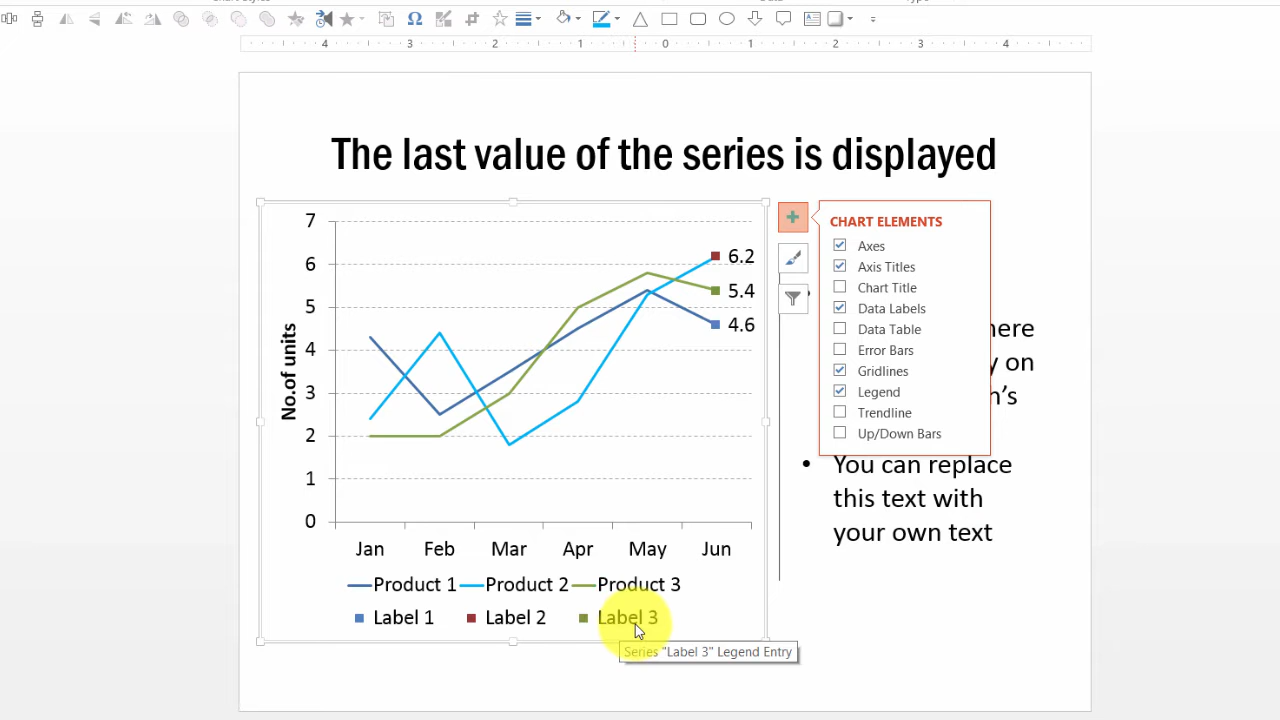 4 3 2 1 0 1 2 3 4
The last value of the series is displayed
CHART ELEMENTS
Axes
Axis Titles
Chart Title
Data Labels
Data Table
Error Bars
Gridlines
Legend
Trendline
Up/Down Bars
7
6
5
4
3
2
1
0
No.of units
6.2
5.4
4.6
Jan Feb Mar Apr May Jun
Product 1 Product 2 Product 3
Label 1 Label 2 Label 3
Series "Label 3" Legend Entry
• You can replace
this text with
your own text